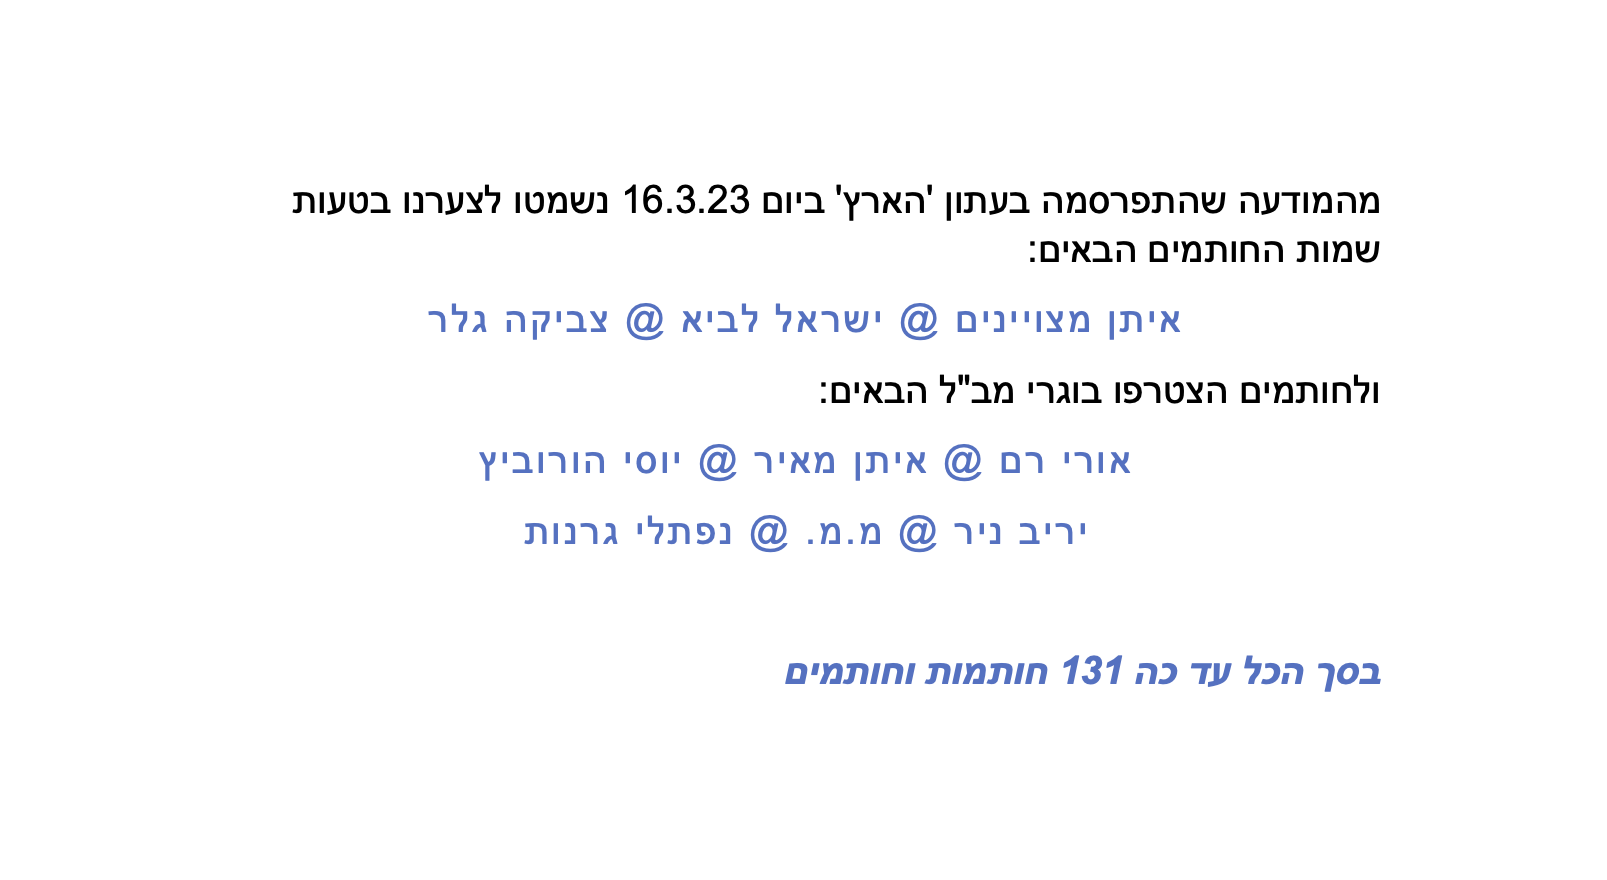 מהמודעה שהתפרסמה בעתון 'הארץ' ביום 16.3.23 נשמטו לצערנו בטעות
שמות החותמים הבאים:
איתן מצויינים @ ישראל לביא @ צביקה גלר
ולחותמים הצטרפו בוגרי מב"ל הבאים:
אורי רם @ איתן מאיר @ יוסי הורוביץ
יריב ניר @ מ.מ. @ נפתלי גרנות
בסך הכל עד כה 131 חותמות וחותמים